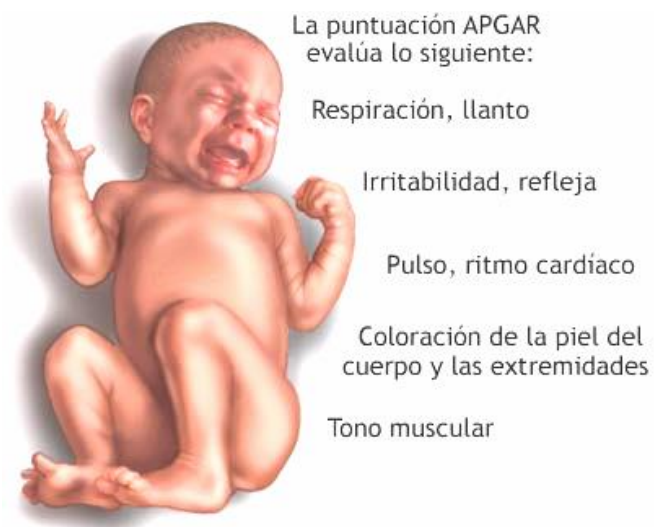 La puntuación APGAR
evalúa lo siguiente:
Respiración, llanto
Irritabilidad, refleja
Pulso, ritmo cardíaco
Coloración de la piel del
cuerpo y las extremidades
Tono muscular